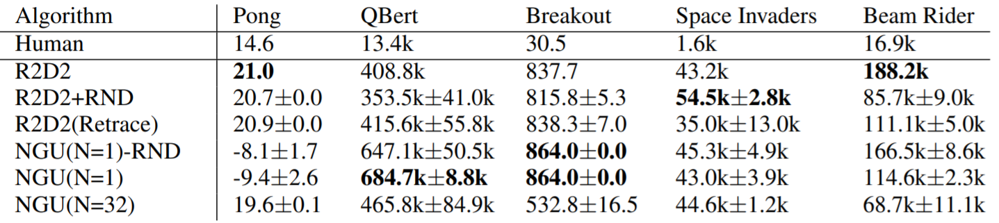 Algorithm Pong QBert Breakout Space Invaders Beam Rider
Human 14.6 13.4k 30.5 1.6k 16.9k
R2D2 21.0 408.8k 837.7 43.2k 188.2k
R2D2+RND 20.7±0.0 353.5k±41.0k 815.8±5.3 54.5k±2.8k 85.7k±9.0k
R2D2(Retrace) 20.9±0.0 415.6k±55.8k 838.3±7.0 35.0k±13.0k 111.1k±5.0k
NGU(N=1)-RND -8.1±1.7 647.1k±50.5k 864.0±0.0 45.3k±4.9k 166.5k±8.6k
NGU(N=1) -9.4±2.6 684.7k±8.8k 864.0±0.0 43.0k±3.9k 114.6k±2.3k
NGU(N=32) 19.6±0.1 465.8k±84.9k 532.8±16.5 44.6k±1.2k 68.7k±11.1k